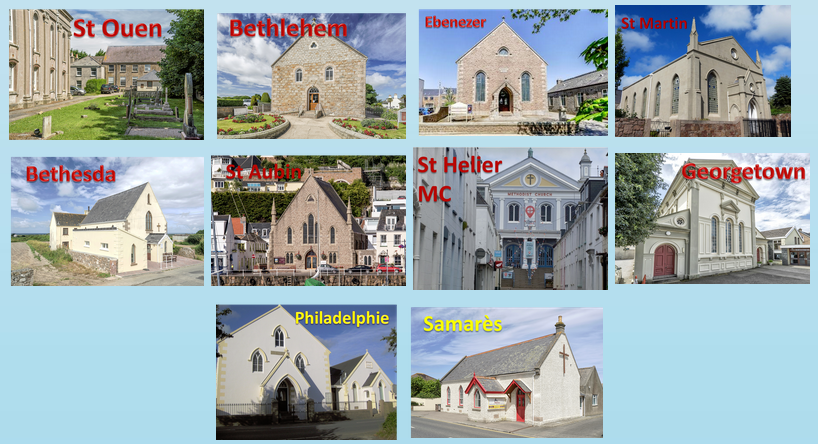 St Ouen
Bethlehem
Ebenezer
St Martin
Bethesda
St Aubin
St Helier
MC
METHODIST CHURCH
Georgetown
Philadelphie
Samarès